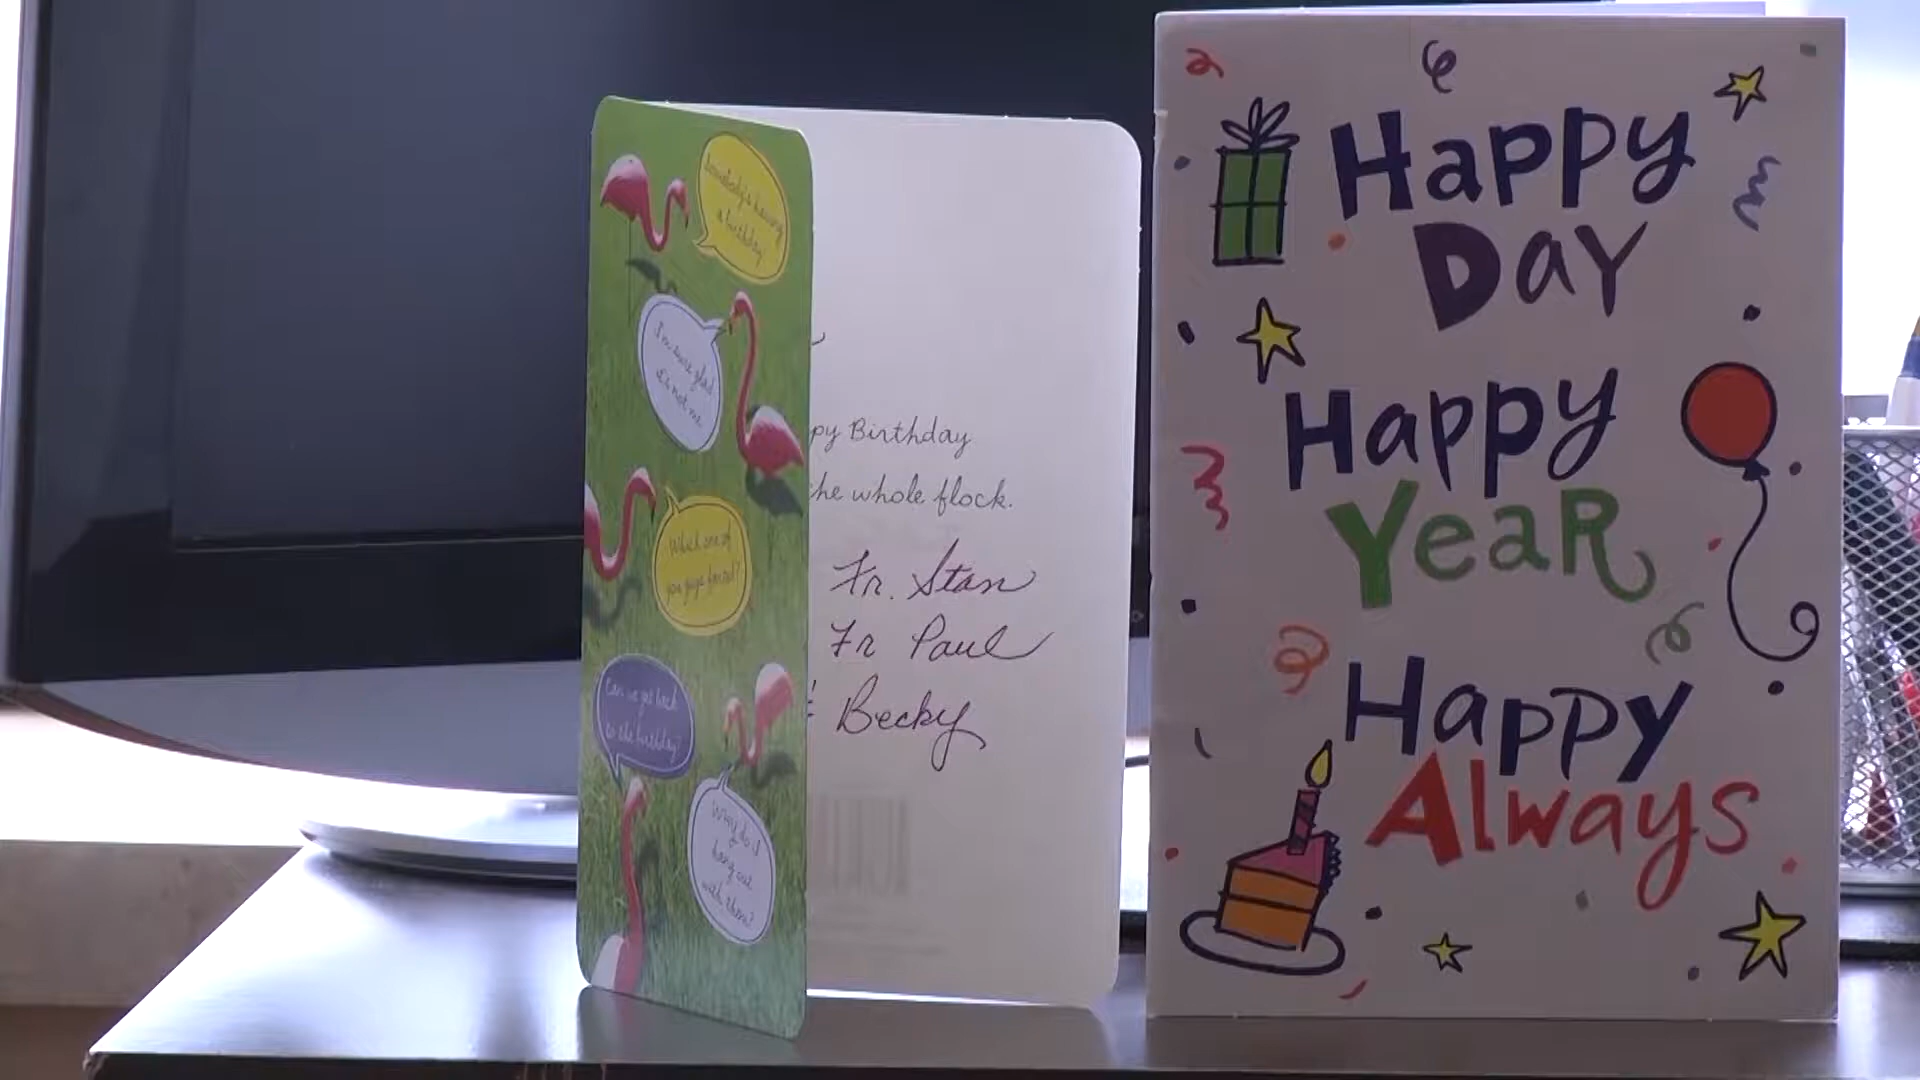 Somebody's having
a birthday!
I'm sure glad
it's not me.
Which one of
you guys farted?
Can we get back
to the birthday?
Why do I
hang out
with them?
py Birthday
the whole flock.
Fr. Stan
Fr Paul
& Becky
Happy
Day
Happy
Year
Happy
Always